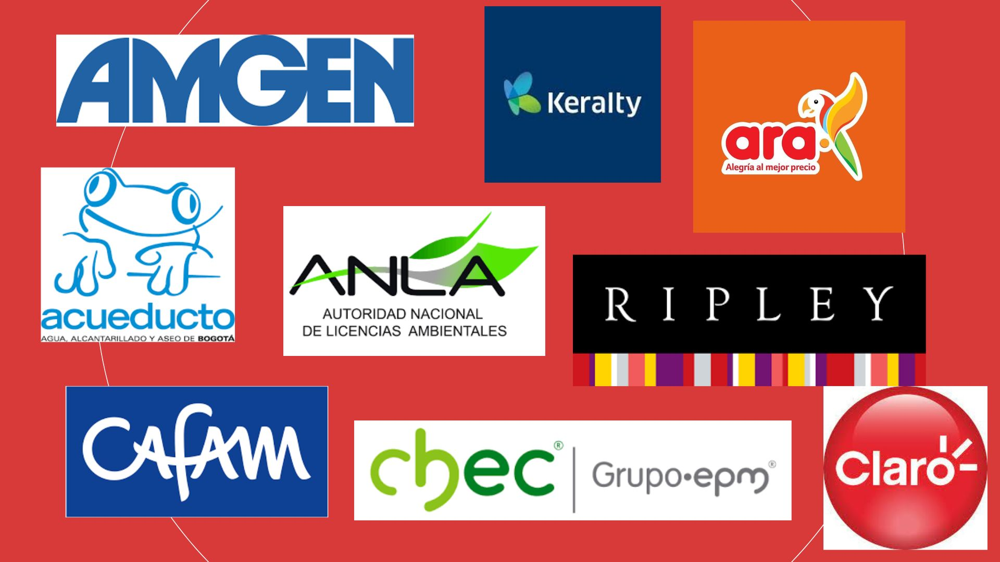 AMGEN
Keralty
ara
Alegría al mejor precio
acueducto
AGUA, ALCANTARILLADO Y ASEO DE BOGOTÁ
ANLA
AUTORIDAD NACIONAL
DE LICENCIAS AMBIENTALES
RIPLEY
CAFAM
chec®
Grupo•epm®
Claro